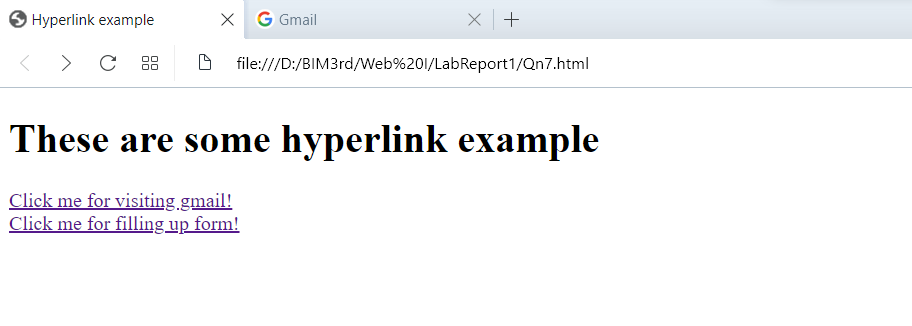 Hyperlink example
Gmail
file:///D:/BIM3rd/Web%20I/LabReport1/Qn7.html
These are some hyperlink example
Click me for visiting gmail!
Click me for filling up form!